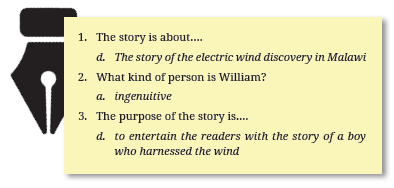 1. The story is about....
d. The story of the electric wind discovery in Malawi
2. What kind of person is William?
a. ingenuitive
3. The purpose of the story is....
d. to entertain the readers with the story of a boy
who harnessed the wind